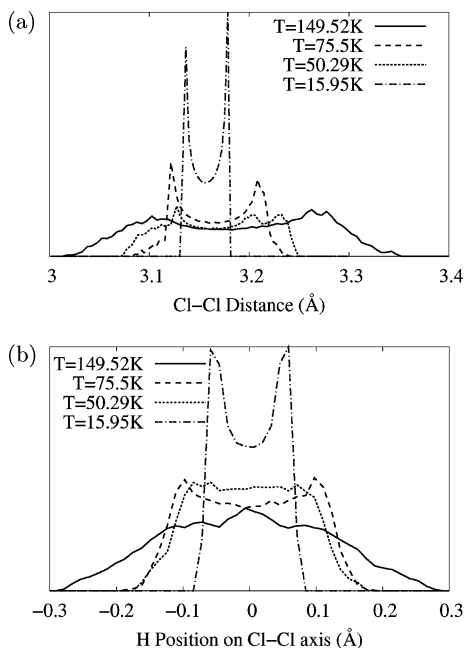 (a)
T=149.52K
T=75.5K
T=50.29K
T=15.95K
3 3.1 3.2 3.3 3.4
Cl−Cl Distance (Å)
(b)
T=149.52K
T=75.5K
T=50.29K
T=15.95K
−0.3 −0.2 −0.1 0 0.1 0.2 0.3
H Position on Cl−Cl axis (Å)